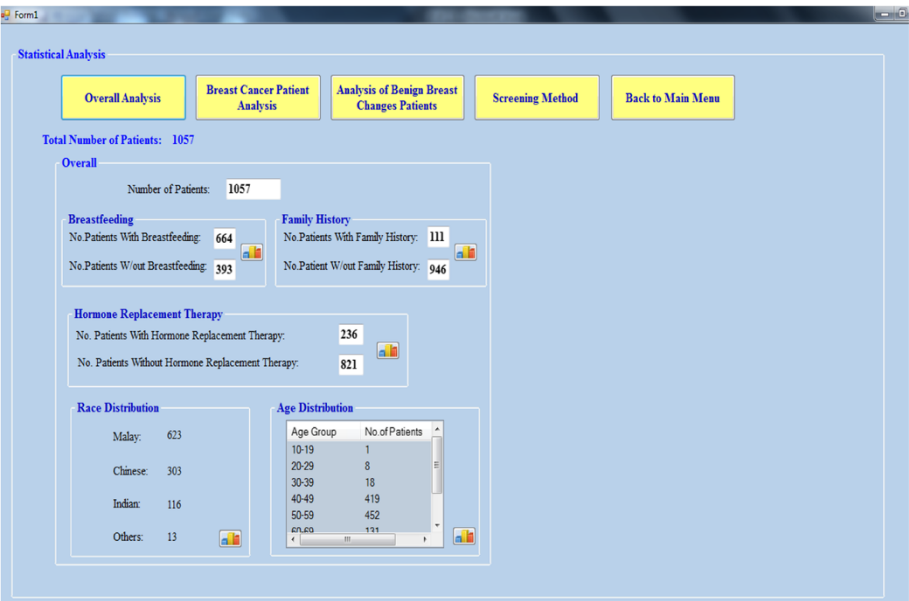 Form1
Statistical Analysis
Overall Analysis
Breast Cancer Patient
Analysis
Analysis of Benign Breast
Changes Patients
Screening Method
Back to Main Menu
Total Number of Patients: 1057
Overall
Number of Patients: 1057
Breastfeeding
No.Patients With Breastfeeding: 664
No.Patients W/out Breastfeeding: 393
Family History
No.Patients With Family History: 111
No.Patient W/out Family History: 946
Hormone Replacement Therapy
No. Patients With Hormone Replacement Therapy: 236
No. Patients Without Hormone Replacement Therapy: 821
Race Distribution
Malay: 623
Chinese: 303
Indian: 116
Others: 13
Age Distribution
Age Group No.of Patients
10-19 1
20-29 8
30-39 18
40-49 419
50-59 452
60-69 131